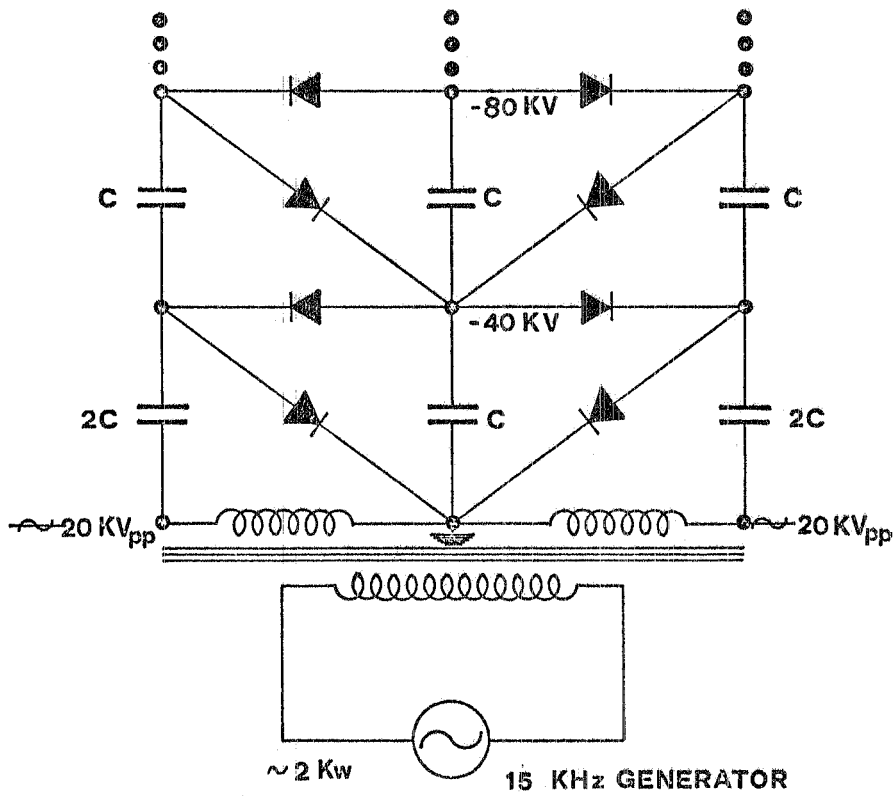 -80 KV
C
C
C
-40 KV
2C
C
2C
20 KVpp
20 KVpp
~ 2 Kw
15 KHz GENERATOR